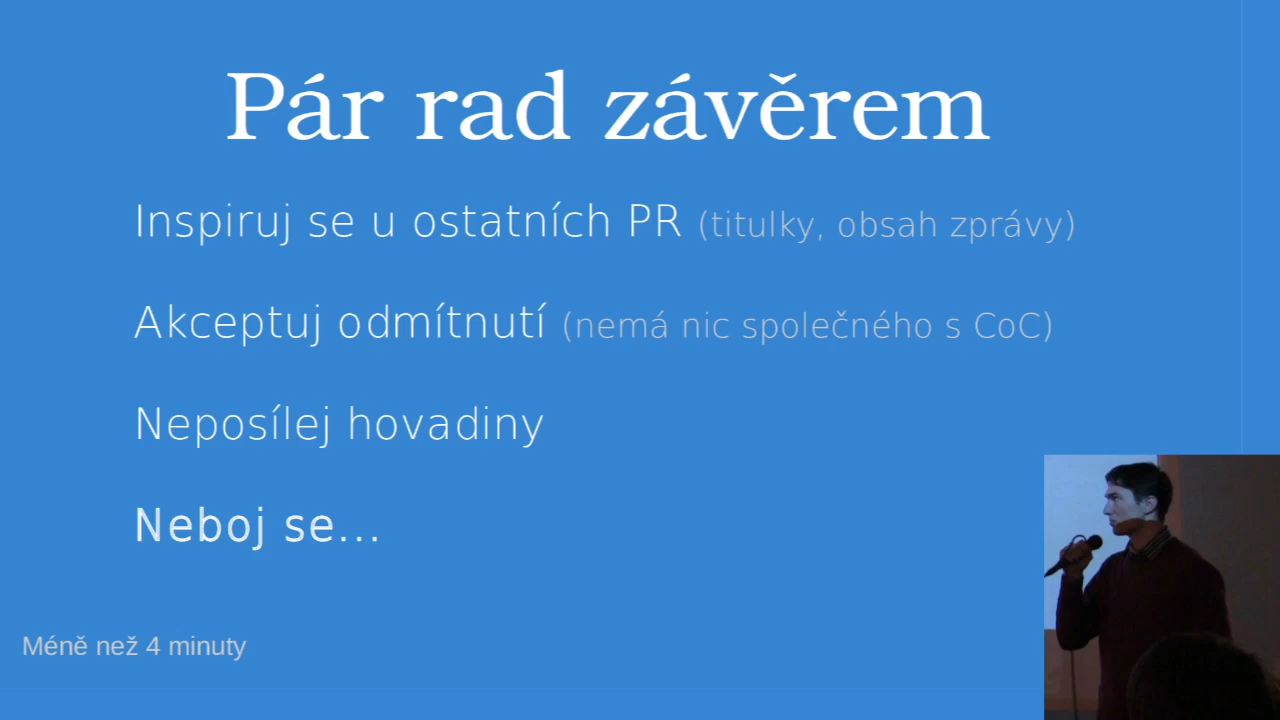 Pár rad závěrem
Inspiruj se u ostatních PR (titulky, obsah zprávy)
Akceptuj odmítnutí (nemá nic společného s CoC)
Neposílej hovadiny
Neboj se...
Méně než 4 minuty